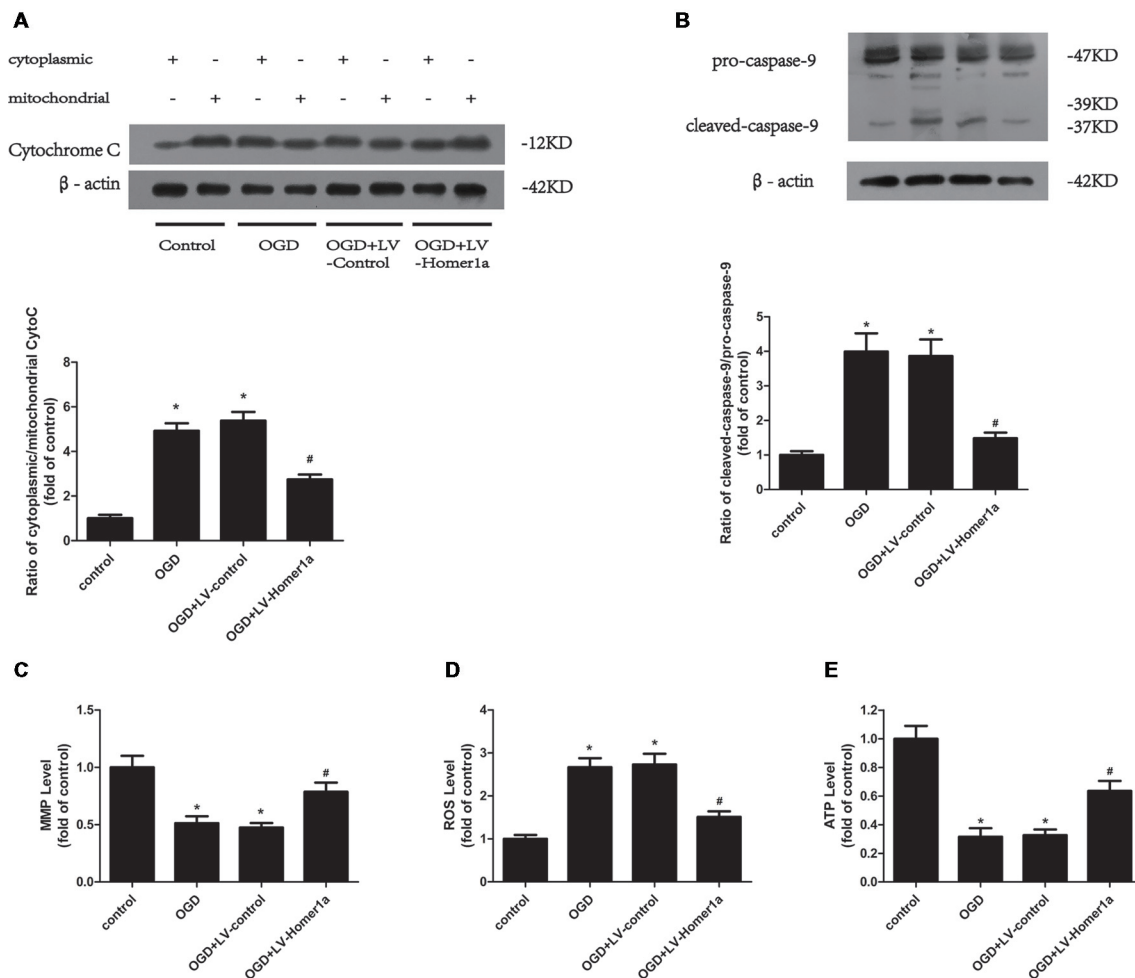 A
cytoplasmic + - + - + - + -
mitochondrial - + - + - + - +
Cytochrome C -12KD
β - actin -42KD
Control OGD OGD+LV OGD+LV
-Control -Homer1a
Ratio of cytoplasmic/mitochondrial CytoC
(fold of control)
8
6
4
2
0
* * #
control OGD OGD+LV-control OGD+LV-Homer1a
B
pro-caspase-9 -47KD
-39KD
cleaved-caspase-9 -37KD
β - actin -42KD
Ratio of cleaved-caspase-9/pro-caspase-9
(fold of control)
5
4
3
2
1
0
* * #
control OGD OGD+LV-control OGD+LV-Homer1a
C
MMP Level
(fold of control)
1.5
1.0
0.5
0.0
* * #
control OGD OGD+LV-control OGD+LV-Homer1a
D
ROS Level
(fold of control)
4
3
2
1
0
* * #
control OGD OGD+LV-control OGD+LV-Homer1a
E
ATP Level
(fold of control)
1.2
1.0
0.8
0.6
0.4
0.2
0.0
* * #
control OGD OGD+LV-control OGD+LV-Homer1a